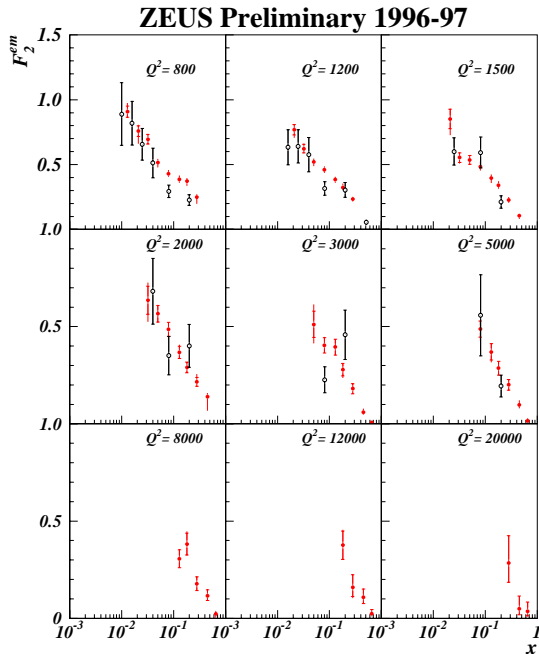 ZEUS Preliminary 1996-97
F₂ᵉᵐ
1.5
Q² = 800
Q² = 1200
Q² = 1500
1.0
0.5
1.0
Q² = 2000
Q² = 3000
Q² = 5000
0.5
1.0
Q² = 8000
Q² = 12000
Q² = 20000
0.5
0
10⁻³ 10⁻² 10⁻¹ 10⁻³ 10⁻² 10⁻¹ 10⁻³ 10⁻² 10⁻¹ 1
x